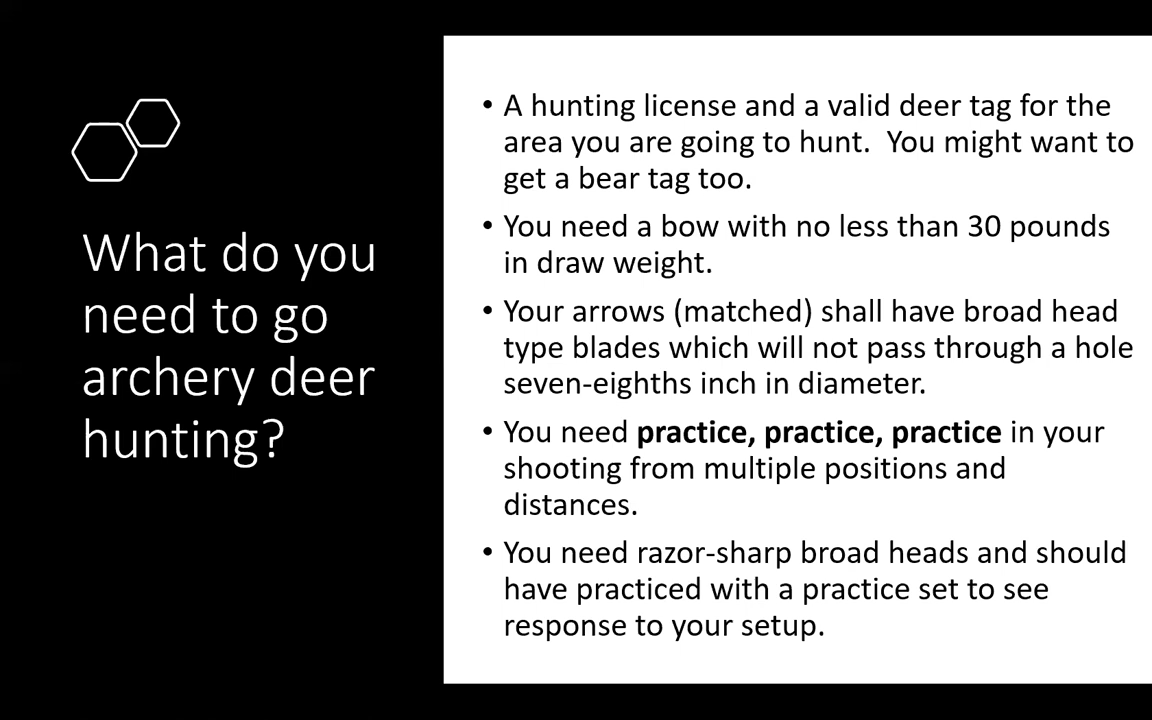 What do you
need to go
archery deer
hunting?
• A hunting license and a valid deer tag for the
area you are going to hunt.  You might want to
get a bear tag too.
• You need a bow with no less than 30 pounds
in draw weight.
• Your arrows (matched) shall have broad head
type blades which will not pass through a hole
seven-eighths inch in diameter.
• You need practice, practice, practice in your
shooting from multiple positions and
distances.
• You need razor-sharp broad heads and should
have practiced with a practice set to see
response to your setup.